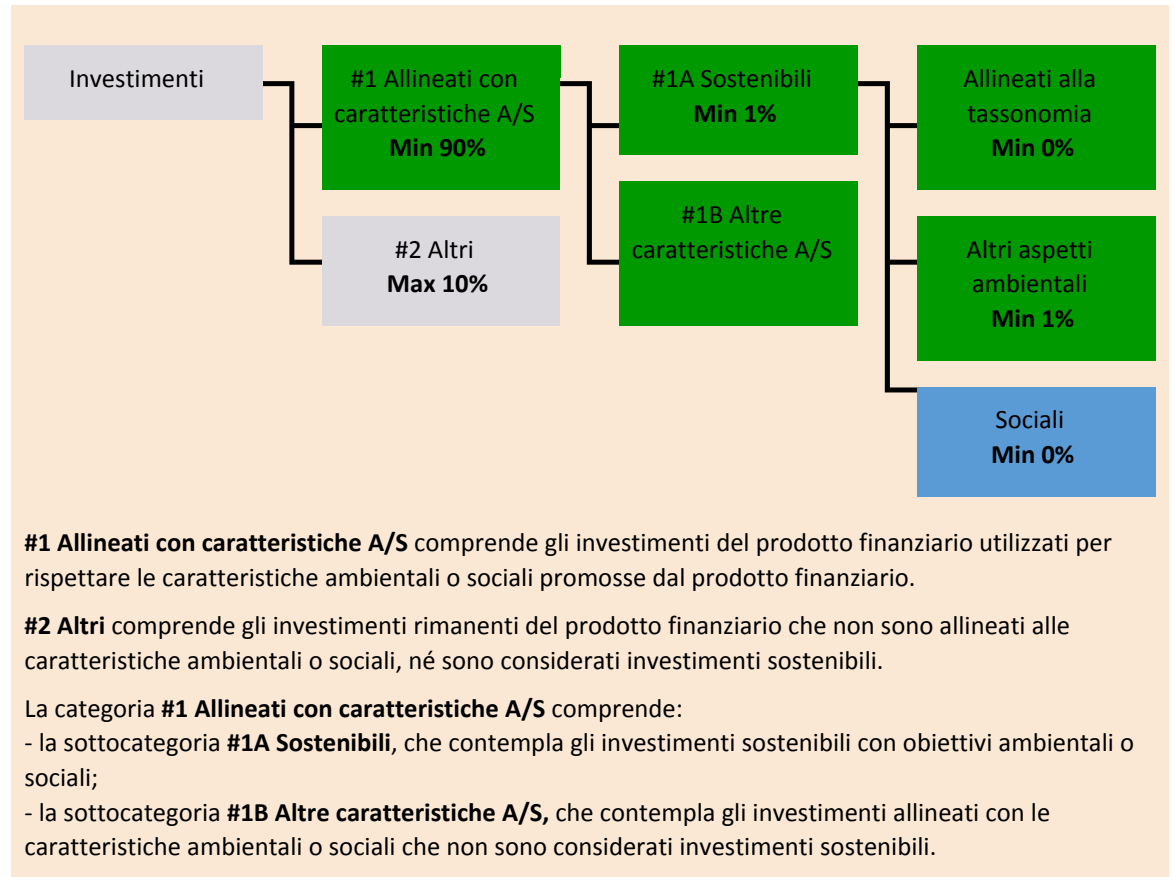 Investimenti
#1 Allineati con
caratteristiche A/S
Min 90%
#2 Altri
Max 10%
#1A Sostenibili
Min 1%
#1B Altre
caratteristiche A/S
Allineati alla
tassonomia
Min 0%
Altri aspetti
ambientali
Min 1%
Sociali
Min 0%
#1 Allineati con caratteristiche A/S comprende gli investimenti del prodotto finanziario utilizzati per
rispettare le caratteristiche ambientali o sociali promosse dal prodotto finanziario.
#2 Altri comprende gli investimenti rimanenti del prodotto finanziario che non sono allineati alle
caratteristiche ambientali o sociali, né sono considerati investimenti sostenibili.
La categoria #1 Allineati con caratteristiche A/S comprende:
- la sottocategoria #1A Sostenibili, che contempla gli investimenti sostenibili con obiettivi ambientali o
sociali;
- la sottocategoria #1B Altre caratteristiche A/S, che contempla gli investimenti allineati con le
caratteristiche ambientali o sociali che non sono considerati investimenti sostenibili.